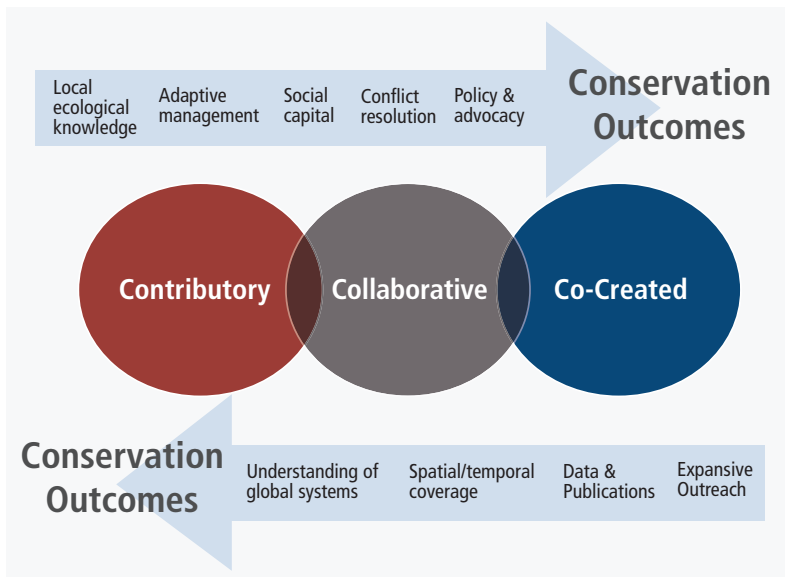 Local
ecological
knowledge
Adaptive
management
Social
capital
Conflict
resolution
Policy &
advocacy
Conservation
Outcomes
Contributory
Collaborative
Co-Created
Conservation
Outcomes
Understanding of
global systems
Spatial/temporal
coverage
Data &
Publications
Expansive
Outreach